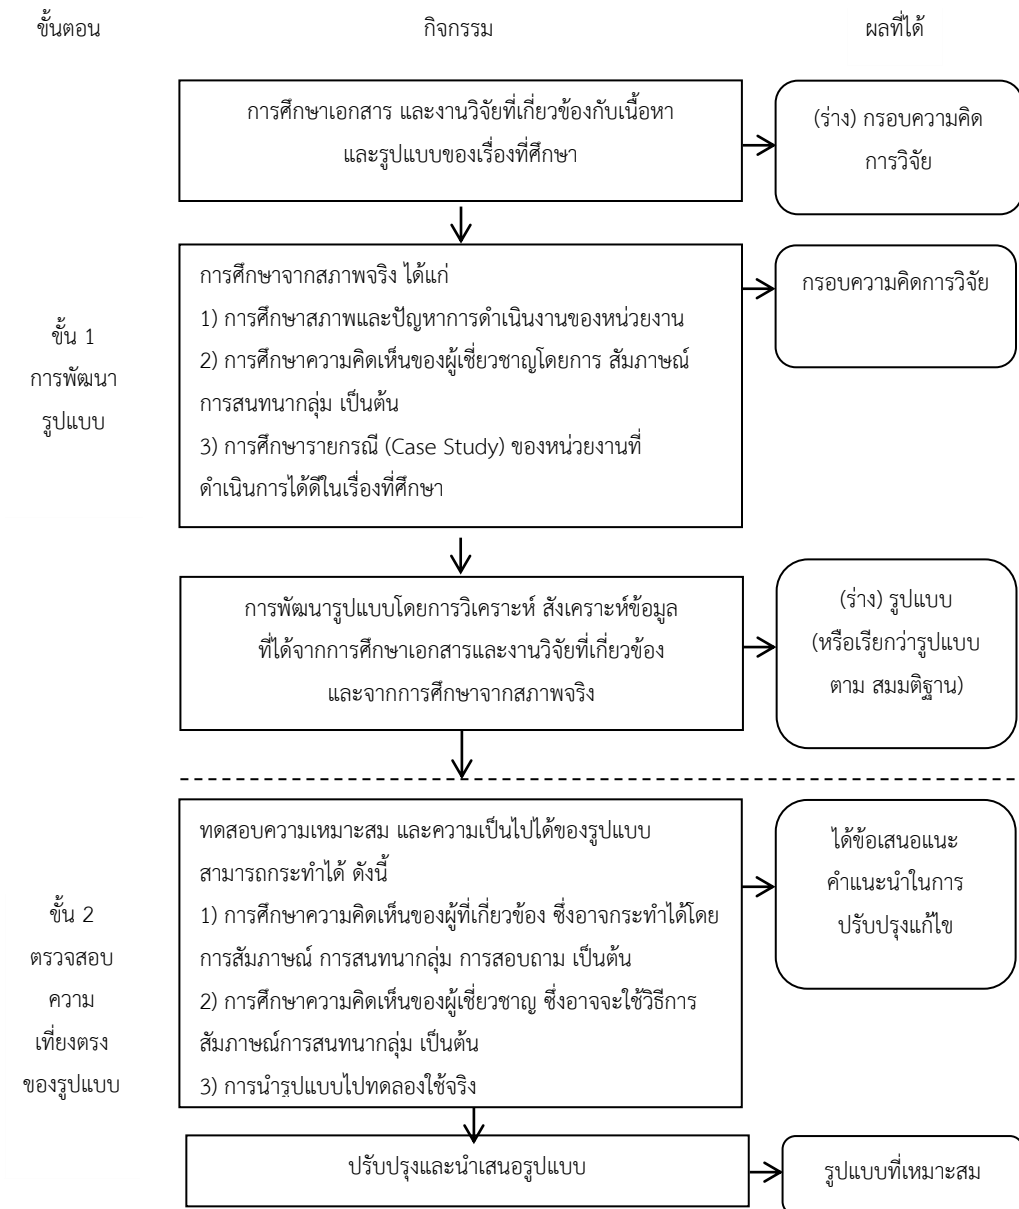 ขั้นตอน
กิจกรรม
ผลที่ได้
การศึกษาเอกสาร และงานวิจัยที่เกี่ยวข้องกับเนื้อหา
และรูปแบบของเรื่องที่ศึกษา
(ร่าง) กรอบความคิด
การวิจัย
ขั้น 1
การพัฒนา
รูปแบบ
การศึกษาจากสภาพจริง ได้แก่
1) การศึกษาสภาพและปัญหาการดำเนินงานของหน่วยงาน
2) การศึกษาความคิดเห็นของผู้เชี่ยวชาญโดยการ สัมภาษณ์
การสนทนากลุ่ม เป็นต้น
3) การศึกษารายกรณี (Case Study) ของหน่วยงานที่
ดำเนินการได้ดีในเรื่องที่ศึกษา
กรอบความคิดการวิจัย
การพัฒนารูปแบบโดยการวิเคราะห์ สังเคราะห์ข้อมูล
ที่ได้จากการศึกษาเอกสารและงานวิจัยที่เกี่ยวข้อง
และจากการศึกษาจากสภาพจริง
(ร่าง) รูปแบบ
(หรือเรียกว่ารูปแบบ
ตาม สมมติฐาน)
ขั้น 2
ตรวจสอบ
ความ
เที่ยงตรง
ของรูปแบบ
ทดสอบความเหมาะสม และความเป็นไปได้ของรูปแบบ
สามารถกระทำได้ ดังนี้
1) การศึกษาความคิดเห็นของผู้ที่เกี่ยวข้อง ซึ่งอาจกระทำได้โดย
การสัมภาษณ์ การสนทนากลุ่ม การสอบถาม เป็นต้น
2) การศึกษาความคิดเห็นของผู้เชี่ยวชาญ ซึ่งอาจจะใช้วิธีการ
สัมภาษณ์การสนทนากลุ่ม เป็นต้น
3) การนำรูปแบบไปทดลองใช้จริง
ได้ข้อเสนอแนะ
คำแนะนำในการ
ปรับปรุงแก้ไข
ปรับปรุงและนำเสนอรูปแบบ
รูปแบบที่เหมาะสม